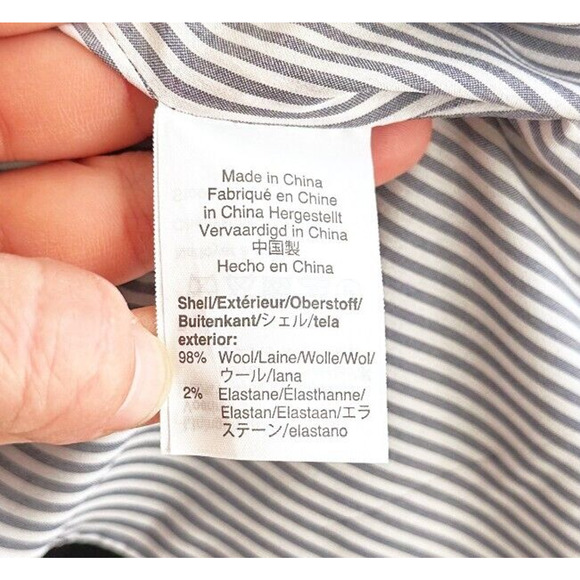 Made in China
Fabriqué en Chine
in China Hergestellt
Vervaardigd in China
中国製
Hecho en China
Shell/Extérieur/Oberstoff/
Buitenkant/シェル/tela
exterior:
98% Wool/Laine/Wolle/Wol/
ウール/lana
2% Elastane/Élasthanne/
Elastan/Elastaan/エラ
ステーン/elastano